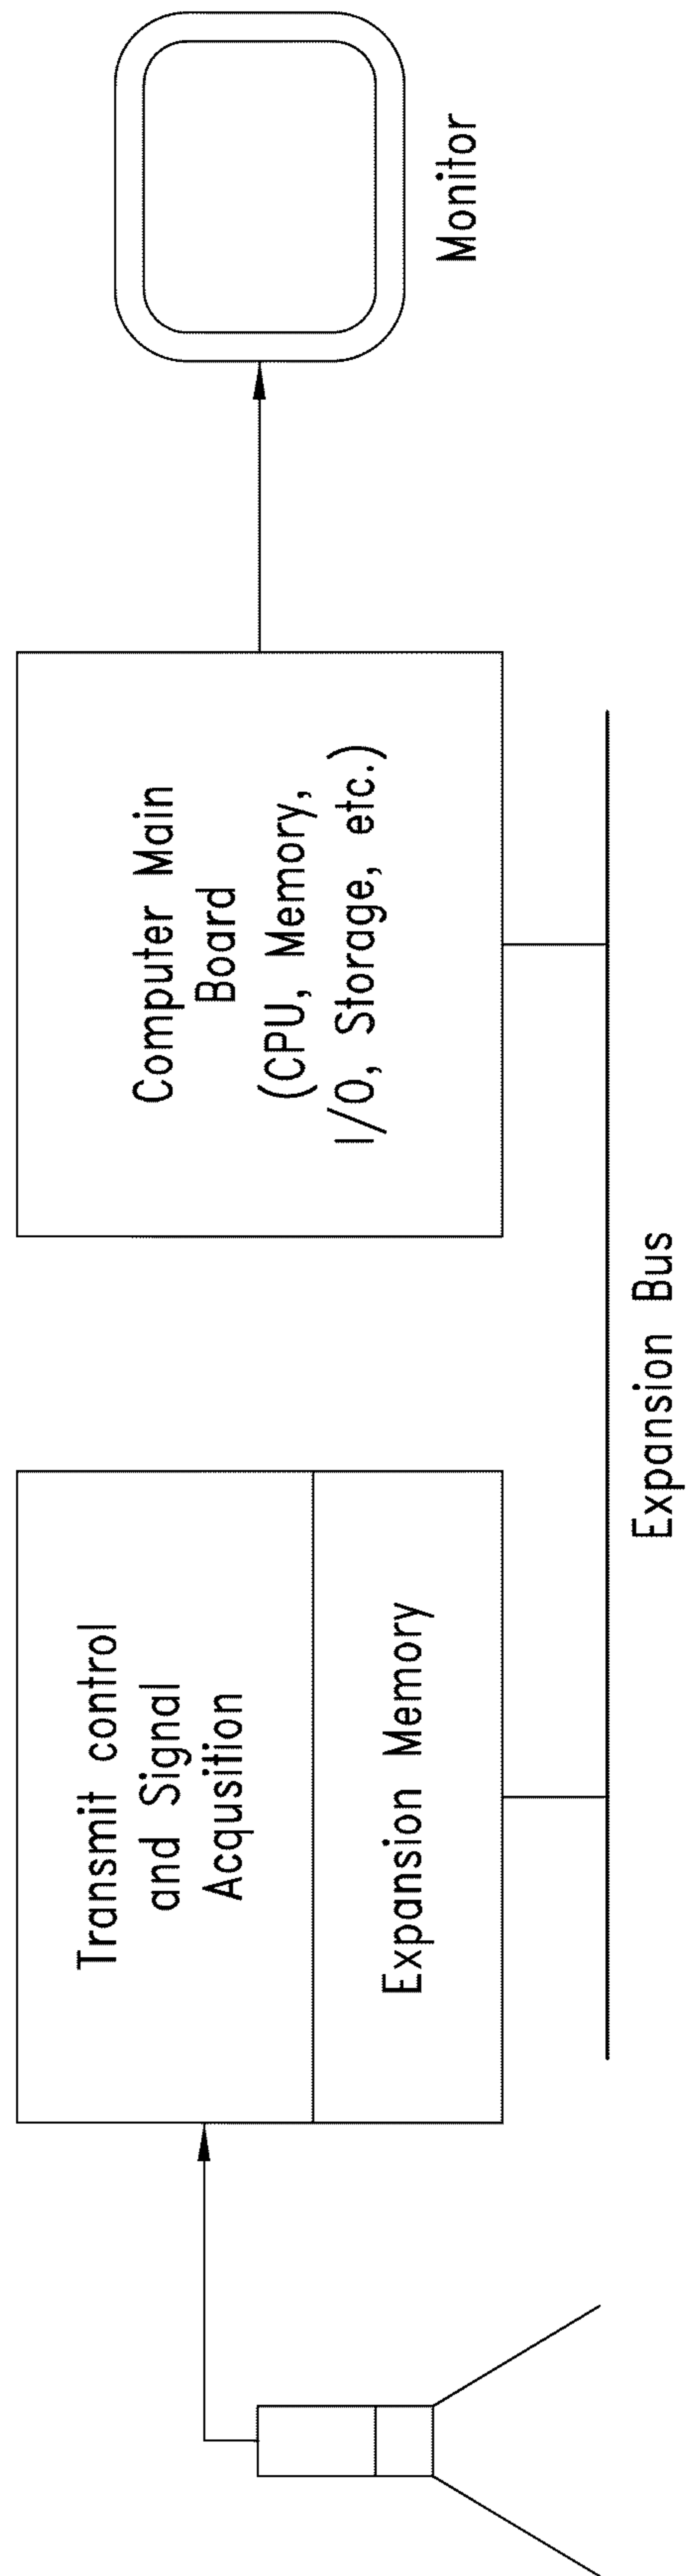 Transmit control
and Signal
Acqusition
Expansion Memory
Computer Main
Board
(CPU, Memory,
I/O, Storage, etc.)
Monitor
Expansion Bus